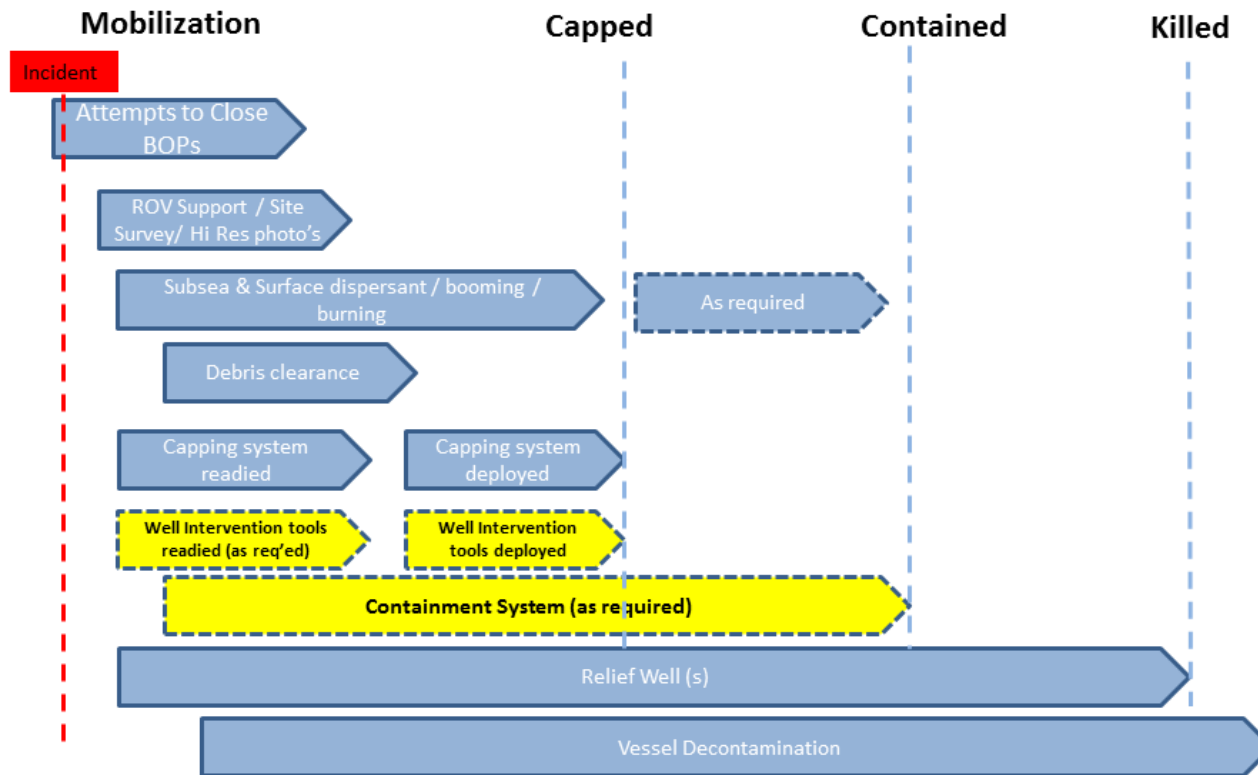 Mobilization
Capped
Contained
Killed
Incident
Attempts to Close
BOPs
ROV Support / Site
Survey/ Hi Res photo's
Subsea & Surface dispersant / booming /
burning
As required
Debris clearance
Capping system
readied
Capping system
deployed
Well Intervention tools
readied (as req'ed)
Well Intervention
tools deployed
Containment System (as required)
Relief Well (s)
Vessel Decontamination